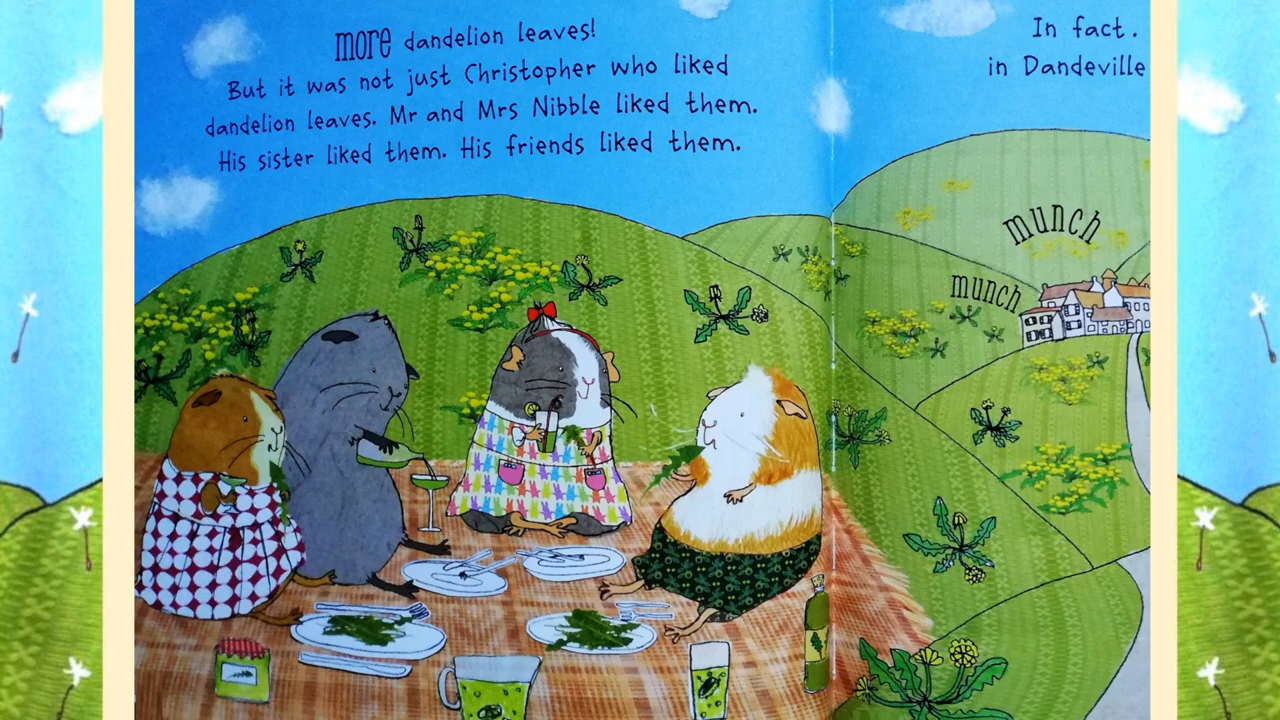 more dandelion leaves!
But it was not just Christopher who liked
dandelion leaves. Mr and Mrs Nibble liked them.
His sister liked them. His friends liked them.
In fact.
in Dandeville
munch
munch